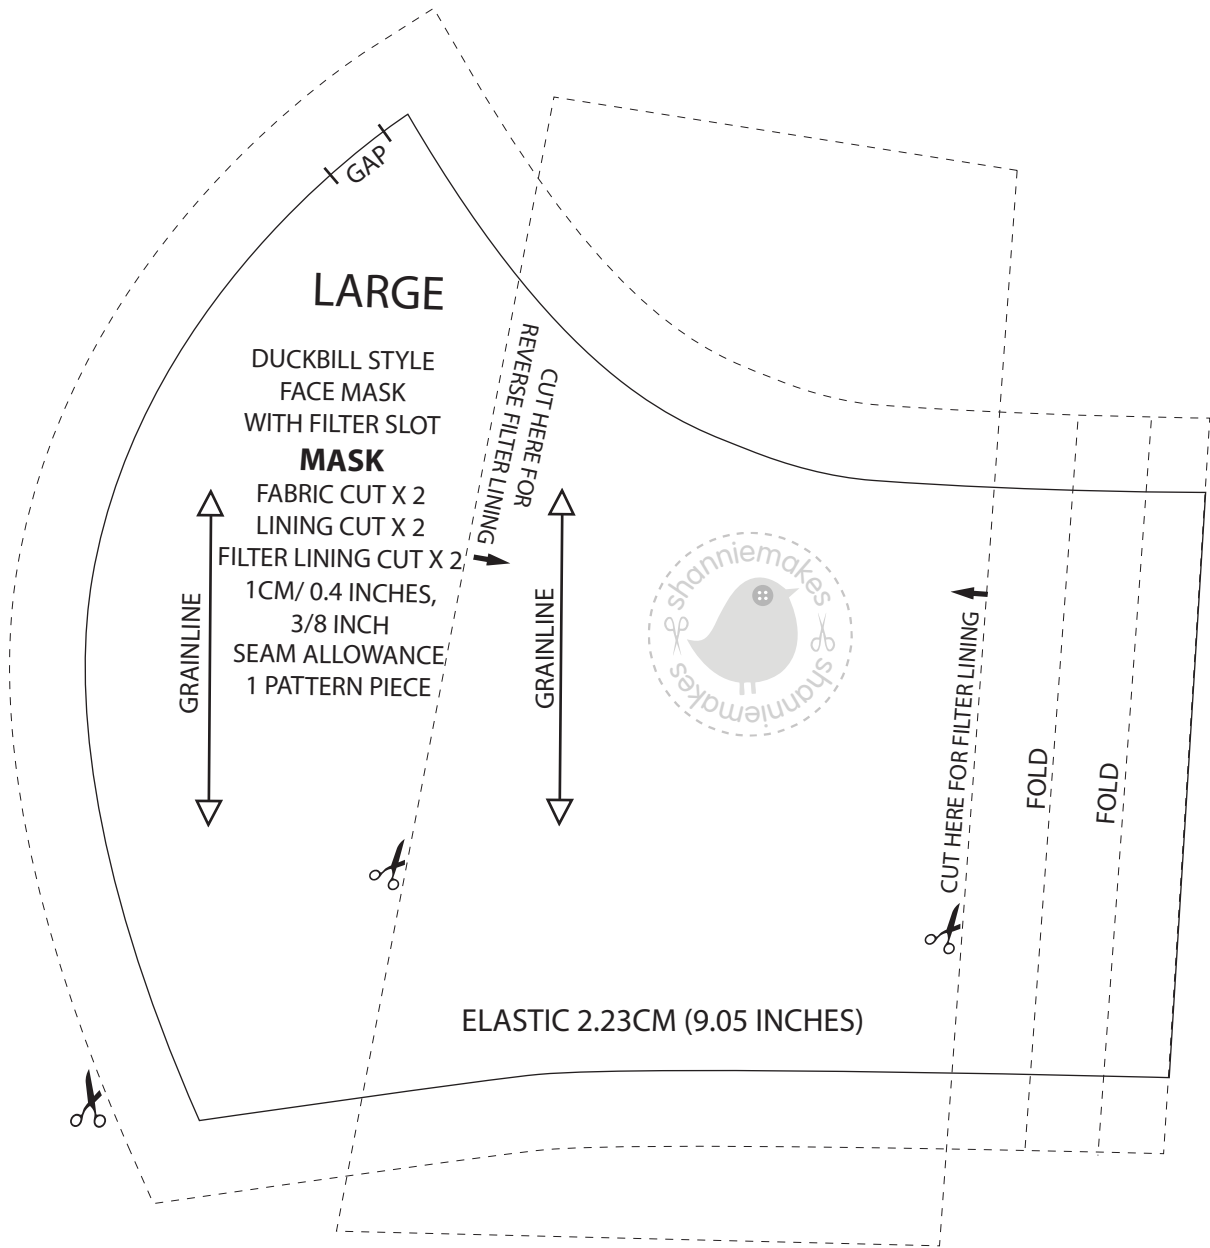 GAP
LARGE
DUCKBILL STYLE
FACE MASK
WITH FILTER SLOT
MASK
FABRIC CUT X 2
LINING CUT X 2
FILTER LINING CUT X 2
1CM/ 0.4 INCHES,
3/8 INCH
SEAM ALLOWANCE
1 PATTERN PIECE
GRAINLINE
CUT HERE FOR
REVERSE FILTER LINING
GRAINLINE
shanniemakes
shanniemakes
CUT HERE FOR FILTER LINING
FOLD
FOLD
ELASTIC 2.23CM (9.05 INCHES)